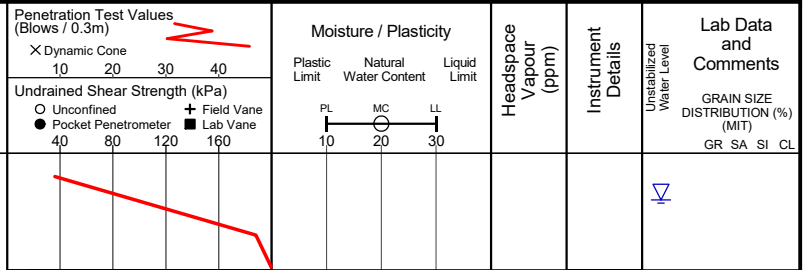 Penetration Test Values
(Blows / 0.3m)
× Dynamic Cone
10 20 30 40
Undrained Shear Strength (kPa)
Unconfined + Field Vane
Pocket Penetrometer Lab Vane
40 80 120 160
Moisture / Plasticity
Plastic Natural Liquid
Limit Water Content Limit
PL MC LL
10 20 30
Headspace
Vapour
(ppm)
Instrument
Details
Unstabilized
Water Level
Lab Data
and
Comments
GRAIN SIZE
DISTRIBUTION (%)
(MIT)
GR SA SI CL